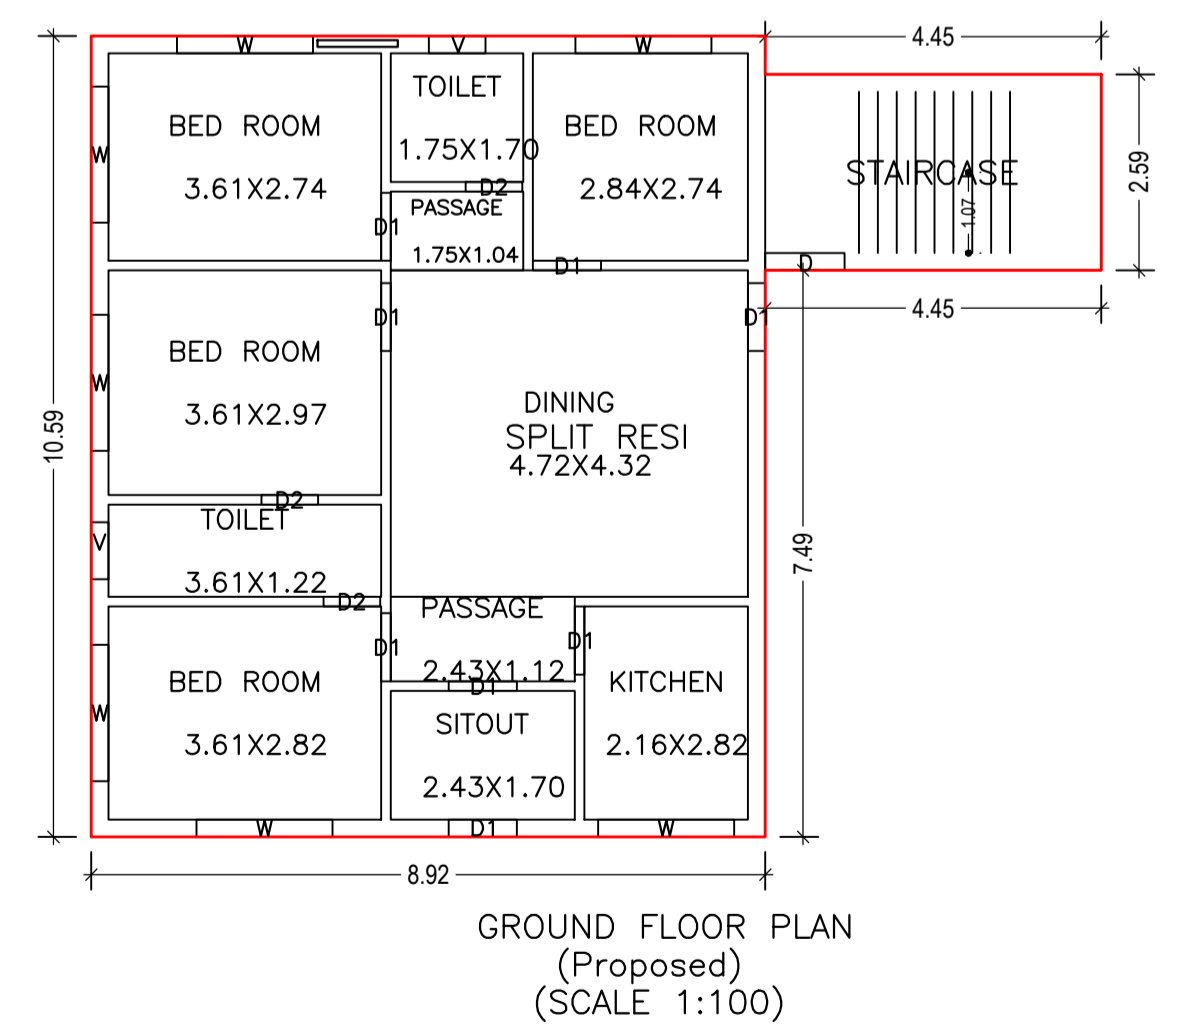 W
V
W
4.45
BED ROOM
3.61X2.74
TOILET
1.75X1.70
BED ROOM
2.84X2.74
W
D2
PASSAGE
1.75X1.04
D1
D1
STAIRCASE
1.07
D
2.59
4.45
D1
D1
BED ROOM
3.61X2.97
W
DINING
SPLIT RESI
4.72X4.32
10.59
D2
TOILET
3.61X1.22
V
D2
7.49
PASSAGE
2.43X1.12
D1
D1
D1
BED ROOM
3.61X2.82
W
SITOUT
2.43X1.70
KITCHEN
2.16X2.82
W
D1
W
8.92
GROUND FLOOR PLAN
(Proposed)
(SCALE 1:100)